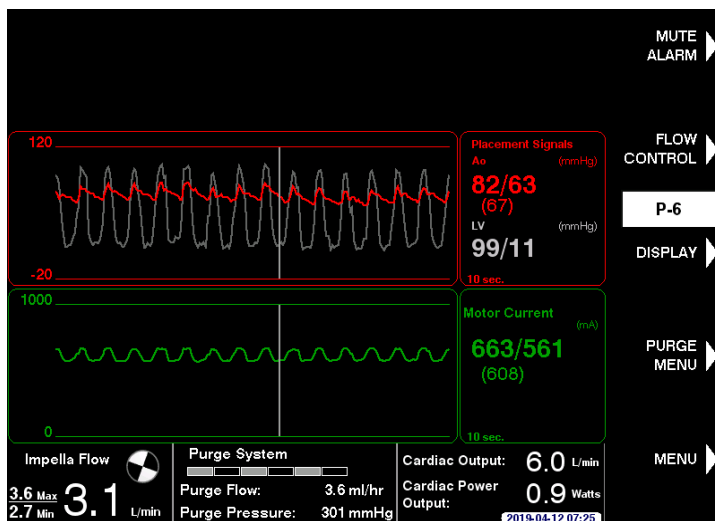 MUTE
ALARM
120
-20
Placement Signals
Ao (mmHg)
82/63
(67)
LV (mmHg)
99/11
10 sec.
FLOW
CONTROL
P-6
DISPLAY
1000
0
Motor Current
(mA)
663/561
(608)
10 sec.
PURGE
MENU
Impella Flow
3.6 Max
2.7 Min
3.1 L/min
Purge System
Purge Flow: 3.6 ml/hr
Purge Pressure: 301 mmHg
Cardiac Output: 6.0 L/min
Cardiac Power
Output: 0.9 Watts
2019-04-12 07:25
MENU